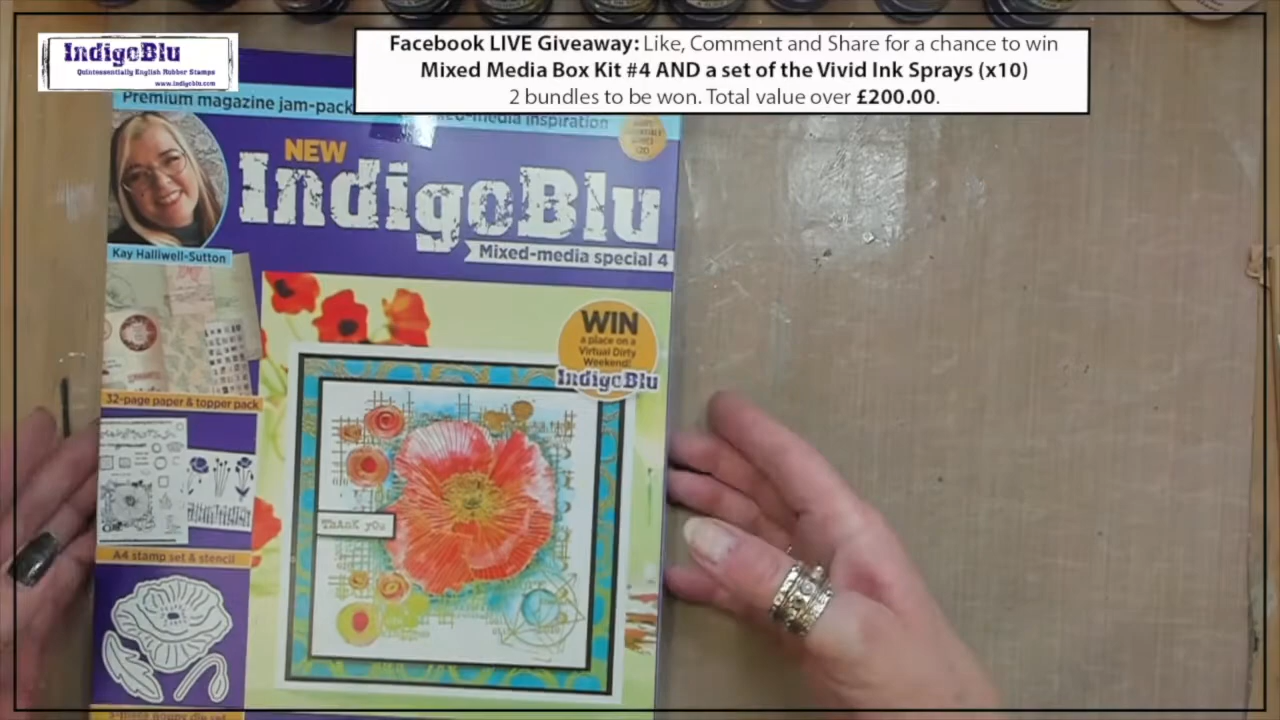 IndigoBlu
Quintessentially English Rubber Stamps
www.indigoblu.com
Facebook LIVE Giveaway: Like, Comment and Share for a chance to win
Mixed Media Box Kit #4 AND a set of the Vivid Ink Sprays (x10)
2 bundles to be won. Total value over £200.00.
Premium magazine jam-pack
inspiration
NEW
IndigoBlu
Mixed-media special 4
Kay Halliwell-Sutton
WIN
a place on a
Virtual Dirty
Weekend!
IndigoBlu
32-page paper & topper pack
THANK YOU
A4 stamp set & stencil